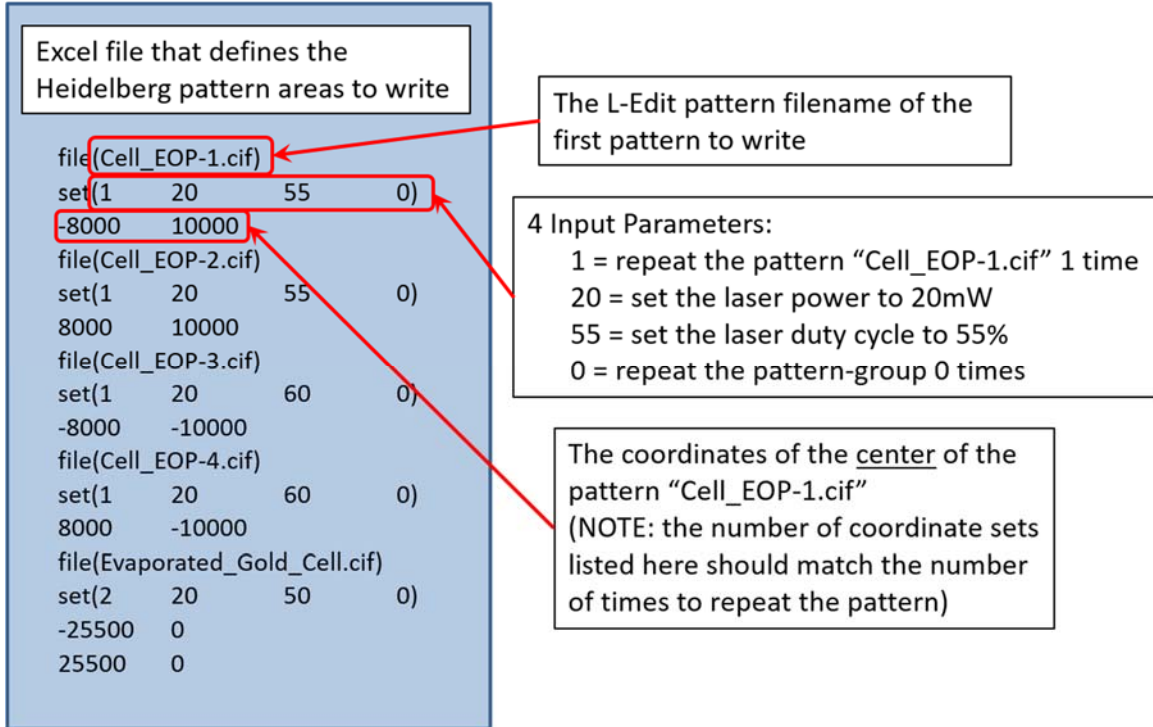 Excel file that defines the
Heidelberg pattern areas to write
file(Cell_EOP-1.cif)
set(1 20 55 0)
-8000 10000
file(Cell_EOP-2.cif)
set(1 20 55 0)
8000 10000
file(Cell_EOP-3.cif)
set(1 20 60 0)
-8000 -10000
file(Cell_EOP-4.cif)
set(1 20 60 0)
8000 -10000
file(Evaporated_Gold_Cell.cif)
set(2 20 50 0)
-25500 0
25500 0
The L-Edit pattern filename of the
first pattern to write
4 Input Parameters:
1 = repeat the pattern “Cell_EOP-1.cif” 1 time
20 = set the laser power to 20mW
55 = set the laser duty cycle to 55%
0 = repeat the pattern-group 0 times
The coordinates of the center of the
pattern “Cell_EOP-1.cif”
(NOTE: the number of coordinate sets
listed here should match the number
of times to repeat the pattern)